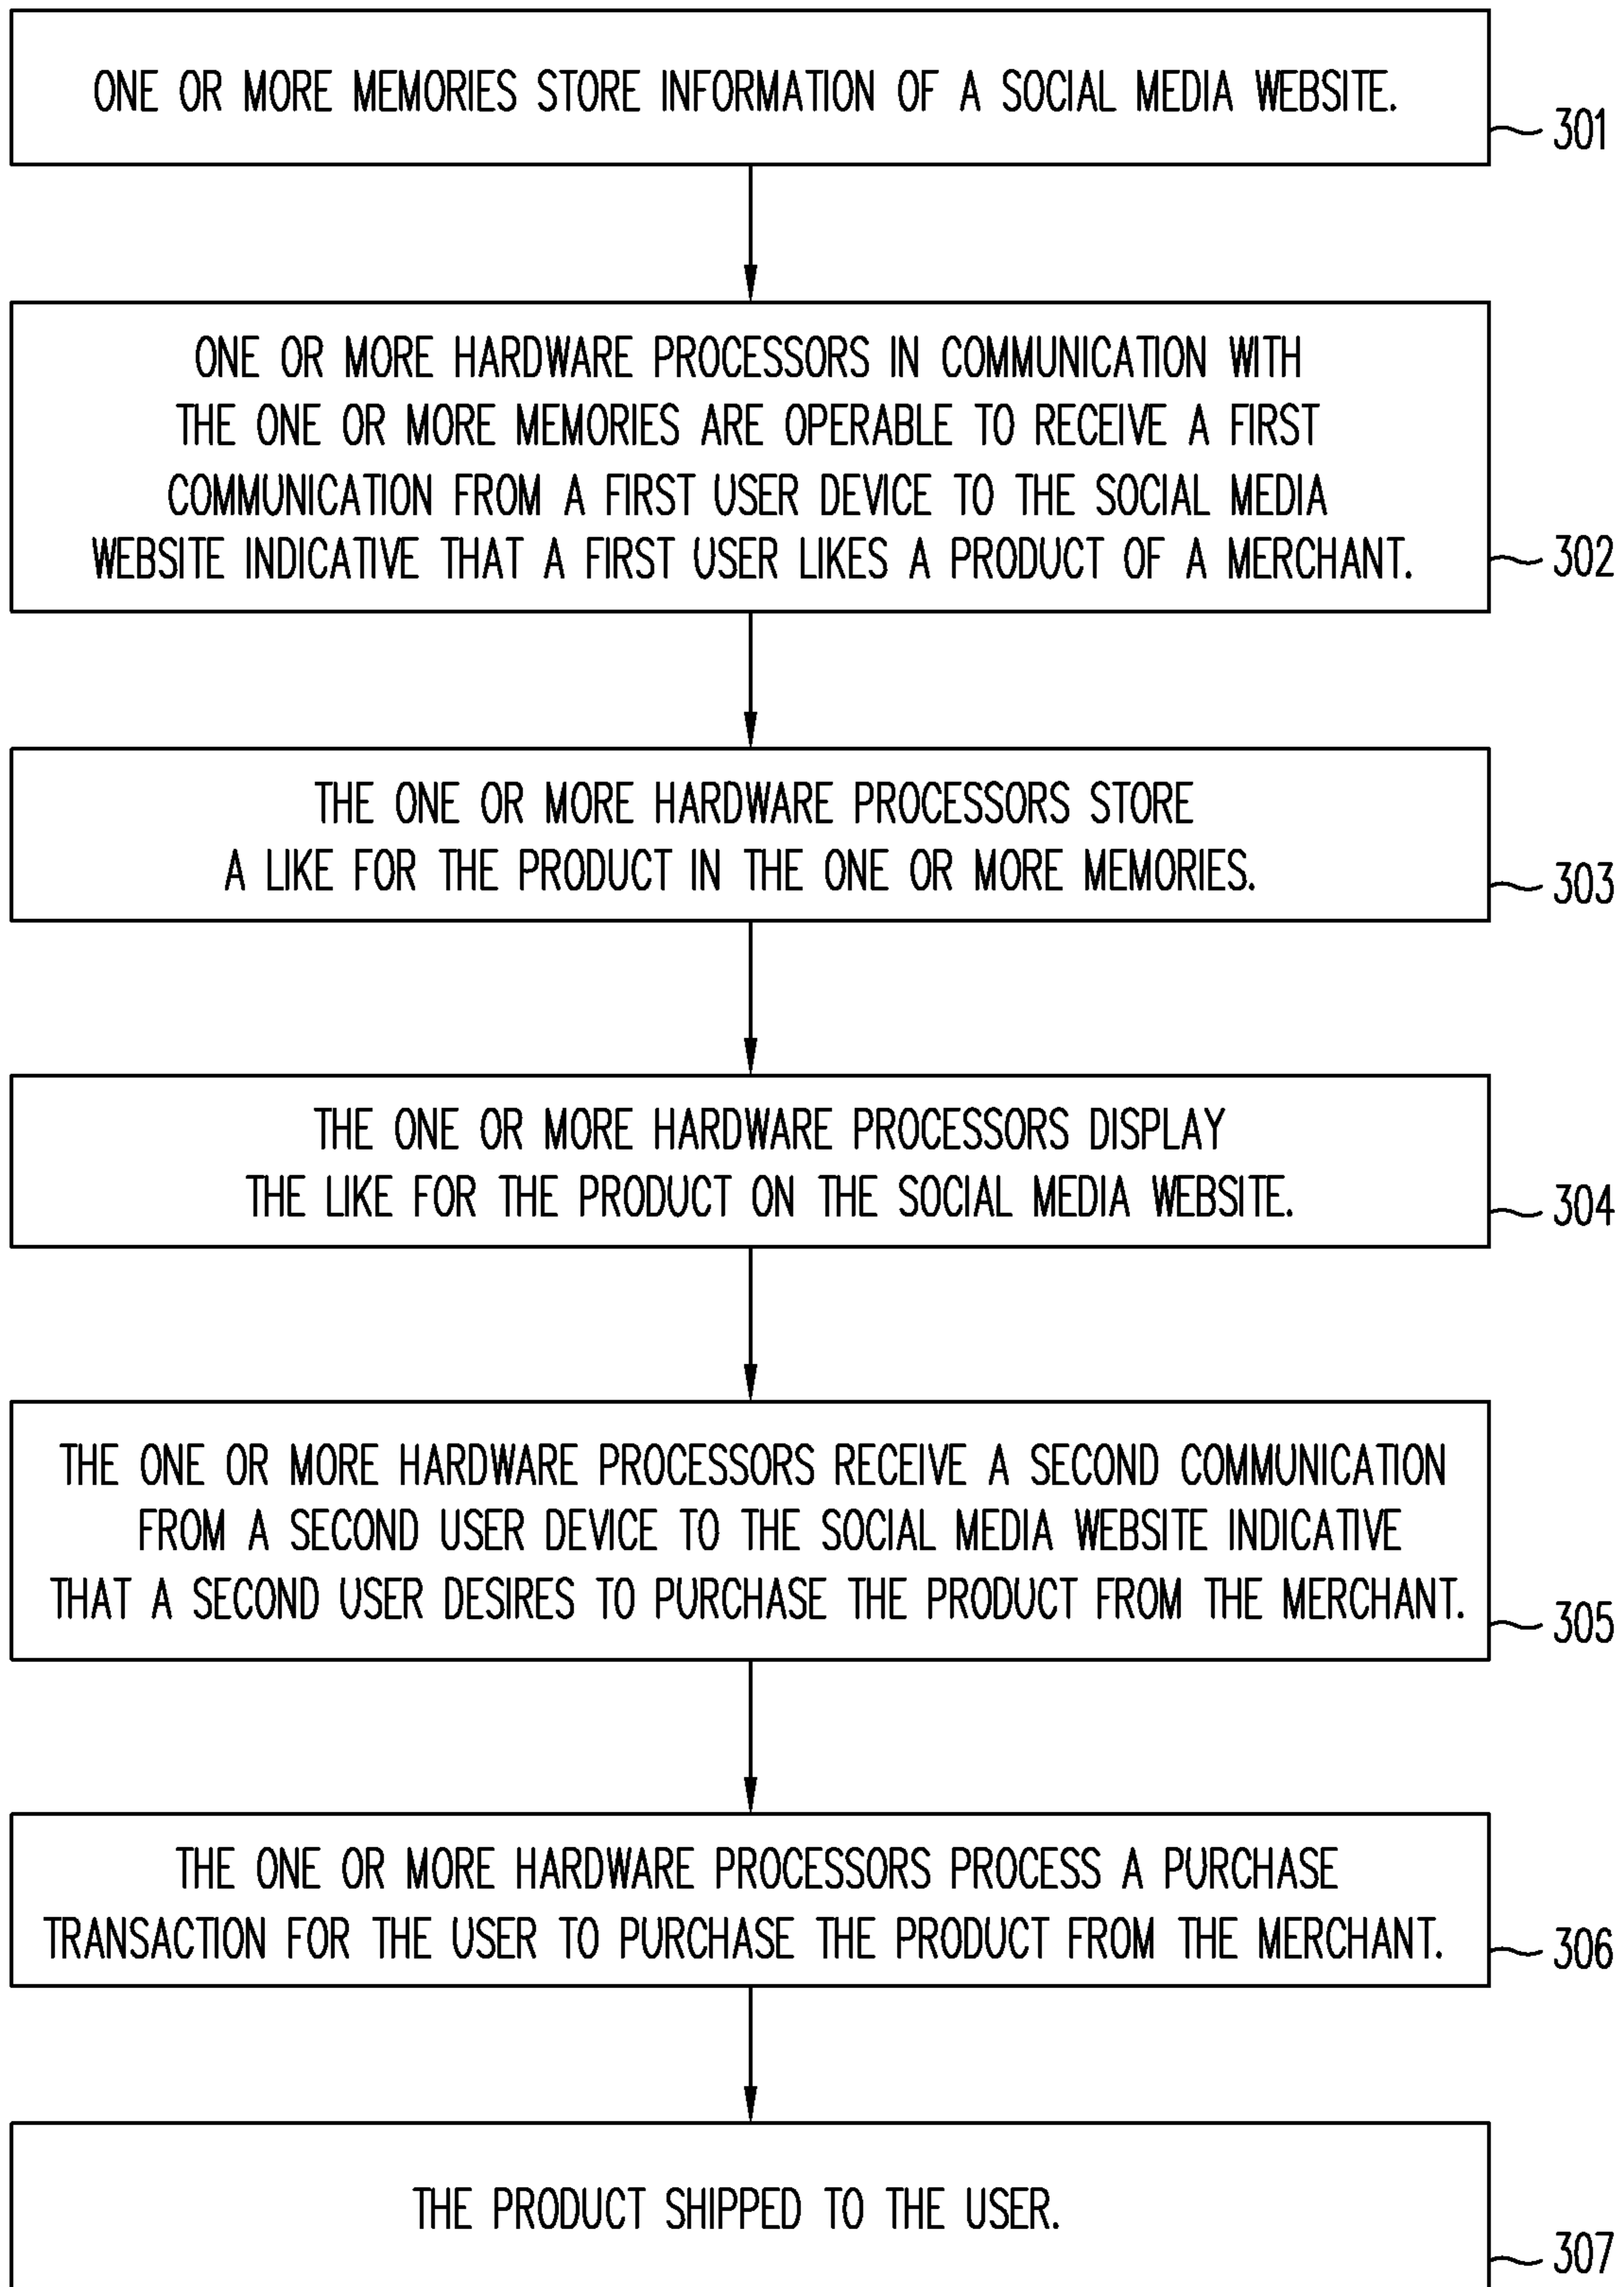 ONE OR MORE MEMORIES STORE INFORMATION OF A SOCIAL MEDIA WEBSITE.
301
ONE OR MORE HARDWARE PROCESSORS IN COMMUNICATION WITH
THE ONE OR MORE MEMORIES ARE OPERABLE TO RECEIVE A FIRST
COMMUNICATION FROM A FIRST USER DEVICE TO THE SOCIAL MEDIA
WEBSITE INDICATIVE THAT A FIRST USER LIKES A PRODUCT OF A MERCHANT.
302
THE ONE OR MORE HARDWARE PROCESSORS STORE
A LIKE FOR THE PRODUCT IN THE ONE OR MORE MEMORIES.
303
THE ONE OR MORE HARDWARE PROCESSORS DISPLAY
THE LIKE FOR THE PRODUCT ON THE SOCIAL MEDIA WEBSITE.
304
THE ONE OR MORE HARDWARE PROCESSORS RECEIVE A SECOND COMMUNICATION
FROM A SECOND USER DEVICE TO THE SOCIAL MEDIA WEBSITE INDICATIVE
THAT A SECOND USER DESIRES TO PURCHASE THE PRODUCT FROM THE MERCHANT.
305
THE ONE OR MORE HARDWARE PROCESSORS PROCESS A PURCHASE
TRANSACTION FOR THE USER TO PURCHASE THE PRODUCT FROM THE MERCHANT.
306
THE PRODUCT SHIPPED TO THE USER.
307